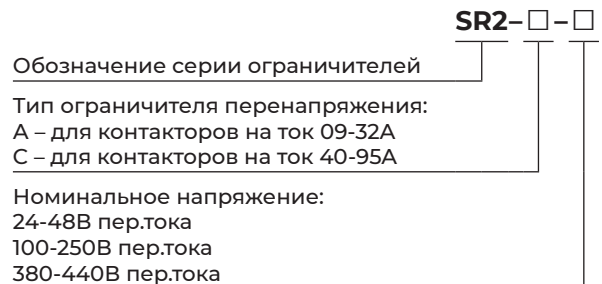 SR2–□–□
Обозначение серии ограничителей
Тип ограничителя перенапряжения:
А – для контакторов на ток 09-32А
С – для контакторов на ток 40-95А
Номинальное напряжение:
24-48В пер.тока
100-250В пер.тока
380-440В пер.тока